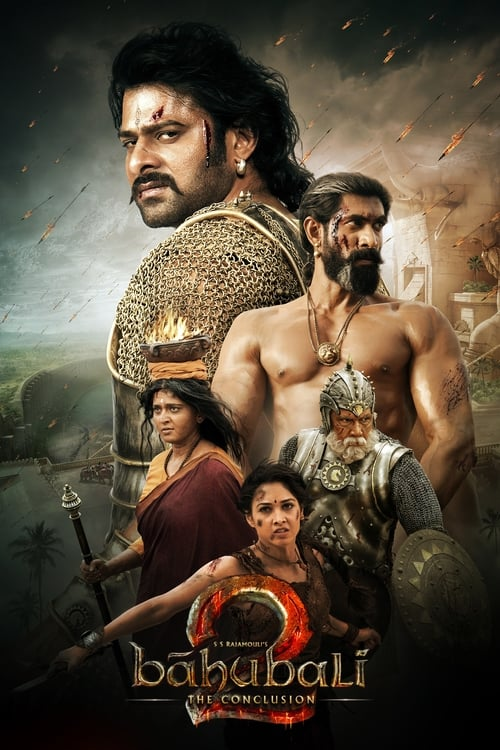 S S RAJAMOULI'S
bāhubali
2
THE CONCLUSION